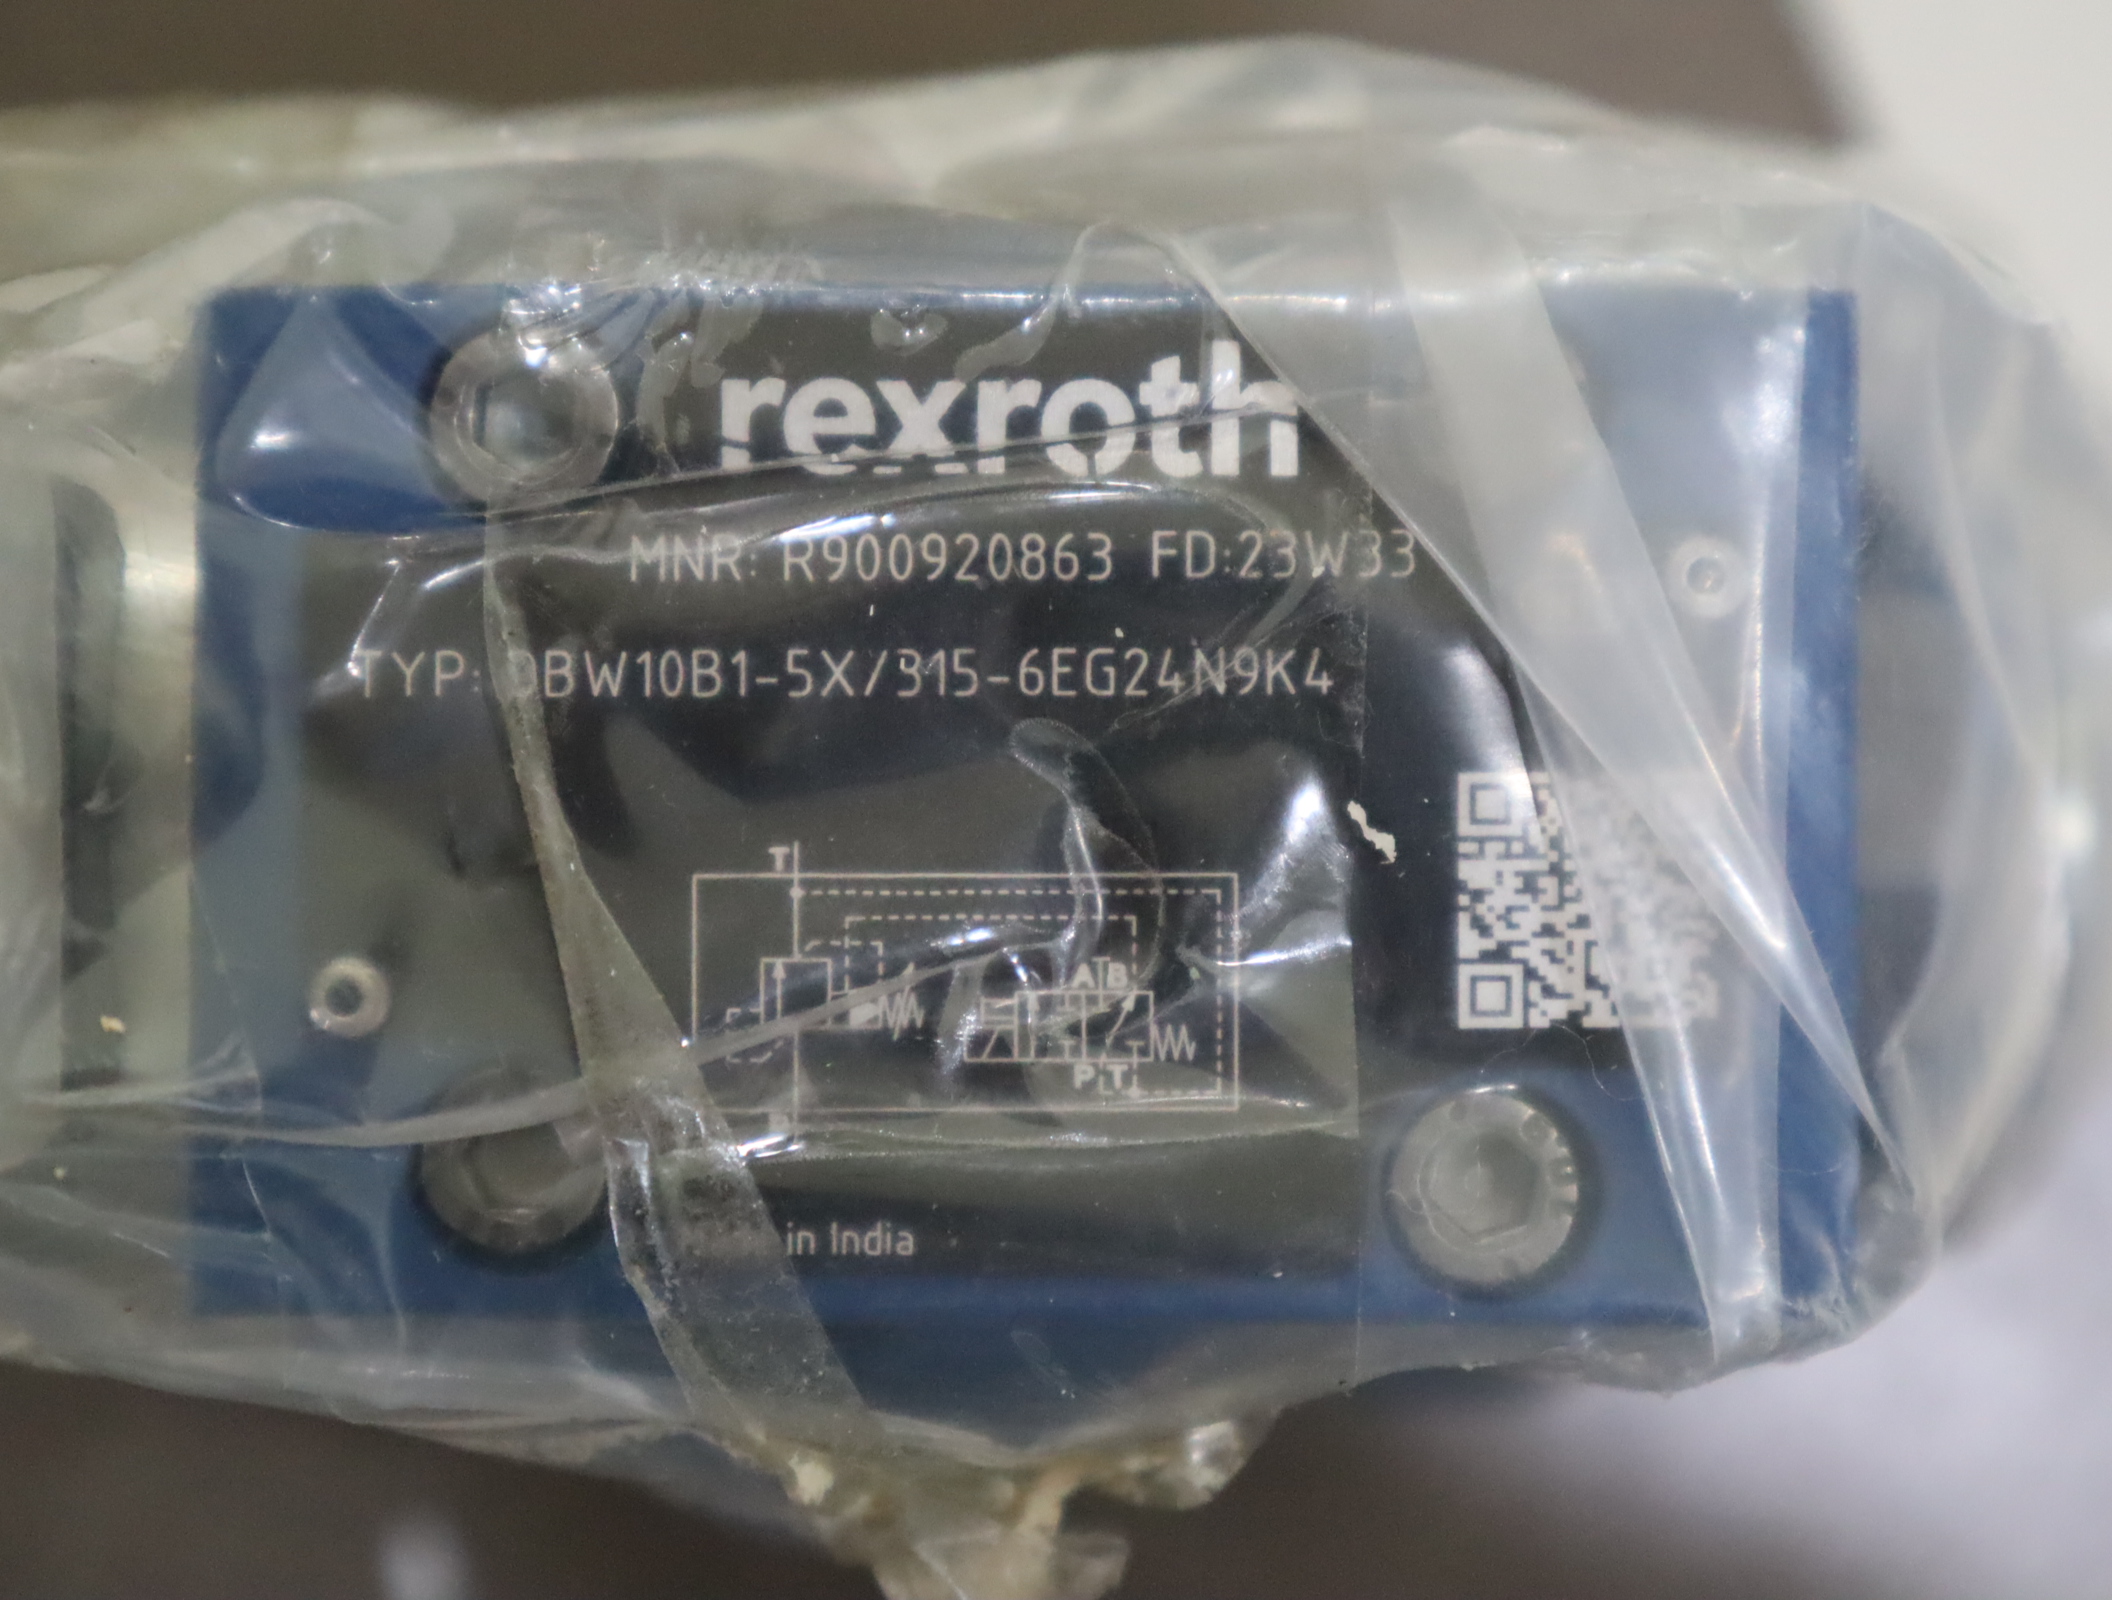 rexroth
MNR: R900920863 FD:23W33
TYP: DBW10B1-5X/315-6EG24N9K4
T
A B
P T
in India